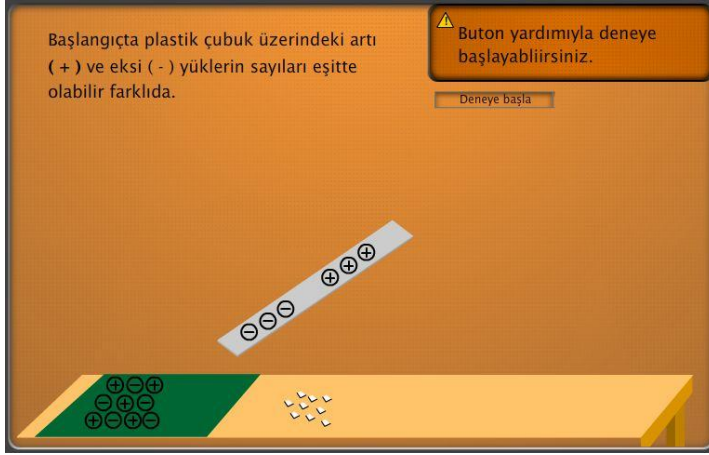 Başlangıçta plastik çubuk üzerindeki artı
( + ) ve eksi ( - ) yüklerin sayıları eşitte
olabilir farklıda.
Buton yardımıyla deneye
başlayabliirsiniz.
Deneye başla